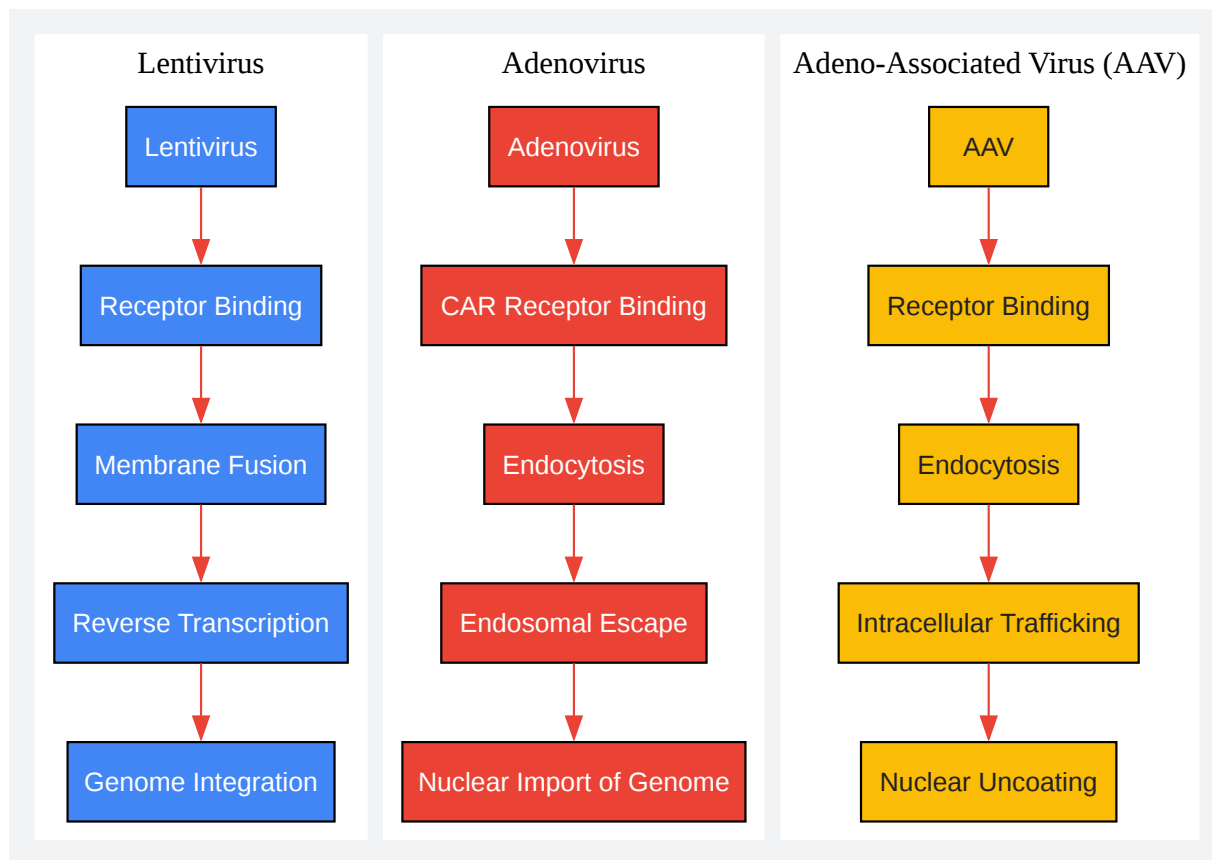 Lentivirus
Lentivirus
Receptor Binding
Membrane Fusion
Reverse Transcription
Genome Integration
Adenovirus
Adenovirus
CAR Receptor Binding
Endocytosis
Endosomal Escape
Nuclear Import of Genome
Adeno-Associated Virus (AAV)
AAV
Receptor Binding
Endocytosis
Intracellular Trafficking
Nuclear Uncoating